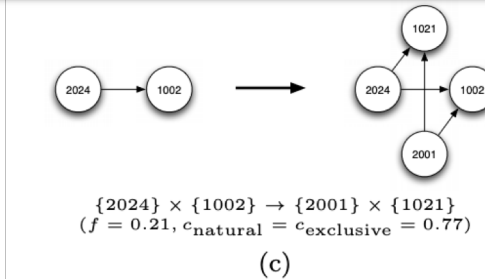 1021
2024 1002 2024 1002
2001
{2024} × {1002} → {2001} × {1021}
(f = 0.21, c_natural = c_exclusive = 0.77)
(c)